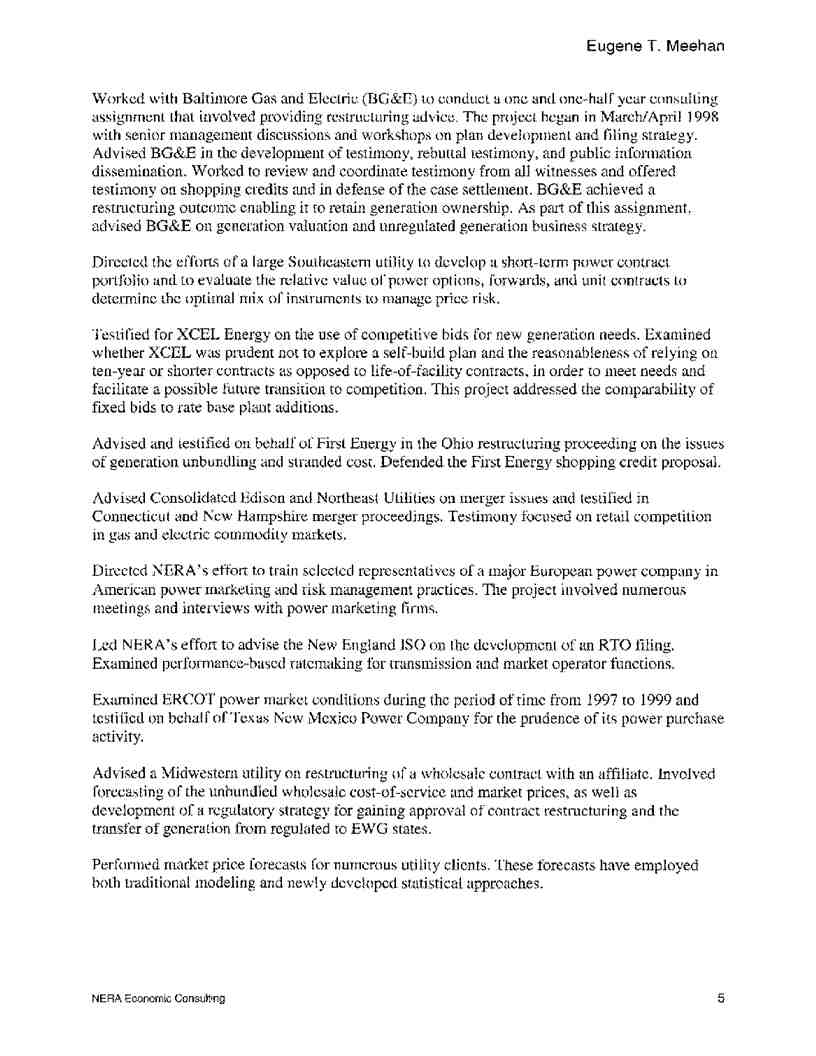 Eugene T. Meehan
Worked with Baltimore Gas and Electric (BG&E) to conduct a one and one-half year consulting
assignment that involved providing restructuring advice. The project began in March/April 1998
with senior management discussions and workshops on plan development and filing strategy.
Advised BG&E in the development of testimony, rebuttal testimony, and public information
dissemination. Worked to review and coordinate testimony from all witnesses and offered
testimony on shopping credits and in defense of the case settlement. BG&E achieved a
restructuring outcome enabling it to retain generation ownership. As part of this assignment,
advised BG&E on generation valuation and unregulated generation business strategy.
Directed the efforts of a large Southeastern utility to develop a short-term power contract
portfolio and to evaluate the relative value of power options, forwards, and unit contracts to
determine the optimal mix of instruments to manage price risk.
Testified for XCEL Energy on the use of competitive bids for new generation needs. Examined
whether XCEL was prudent not to explore a self-build plan and the reasonableness of relying on
ten-year or shorter contracts as opposed to life-of-facility contracts, in order to meet needs and
facilitate a possible future transition to competition. This project addressed the comparability of
fixed bids to rate base plant additions.
Advised and testified on behalf of First Energy in the Ohio restructuring proceeding on the issues
of generation unbundling and stranded cost. Defended the First Energy shopping credit proposal.
Advised Consolidated Edison and Northeast Utilities on merger issues and testified in
Connecticut and New Hampshire merger proceedings. Testimony focused on retail competition
in gas and electric commodity markets.
Directed NERA's effort to train selected representatives of a major European power company in
American power marketing and risk management practices. The project involved numerous
meetings and interviews with power marketing firms.
Led NERA's effort to advise the New England ISO on the development of an RTO filing.
Examined performance-based ratemaking for transmission and market operator functions.
Examined ERCOT power market conditions during the period of time from 1997 to 1999 and
testified on behalf of Texas New Mexico Power Company for the prudence of its power purchase
activity.
Advised a Midwestern utility on restructuring of a wholesale contract with an affiliate. Involved
forecasting of the unbundled wholesale cost-of-service and market prices, as well as
development of a regulatory strategy for gaining approval of contract restructuring and the
transfer of generation from regulated to EWG states.
Performed market price forecasts for numerous utility clients. These forecasts have employed
both traditional modeling and newly developed statistical approaches.
NERA Economic Consulting
5